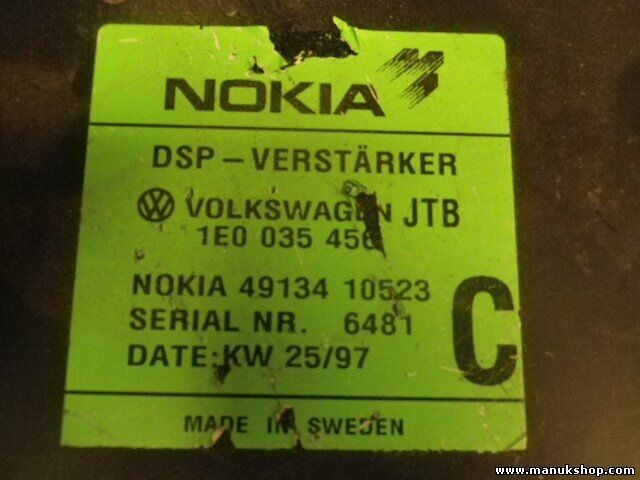 NOKIA
DSP – VERSTÄRKER
VOLKSWAGEN JTB
1E0 035 456
NOKIA 49134 10523
SERIAL NR. 6481
DATE: KW 25/97
C
MADE IN SWEDEN
www.manukshop.com